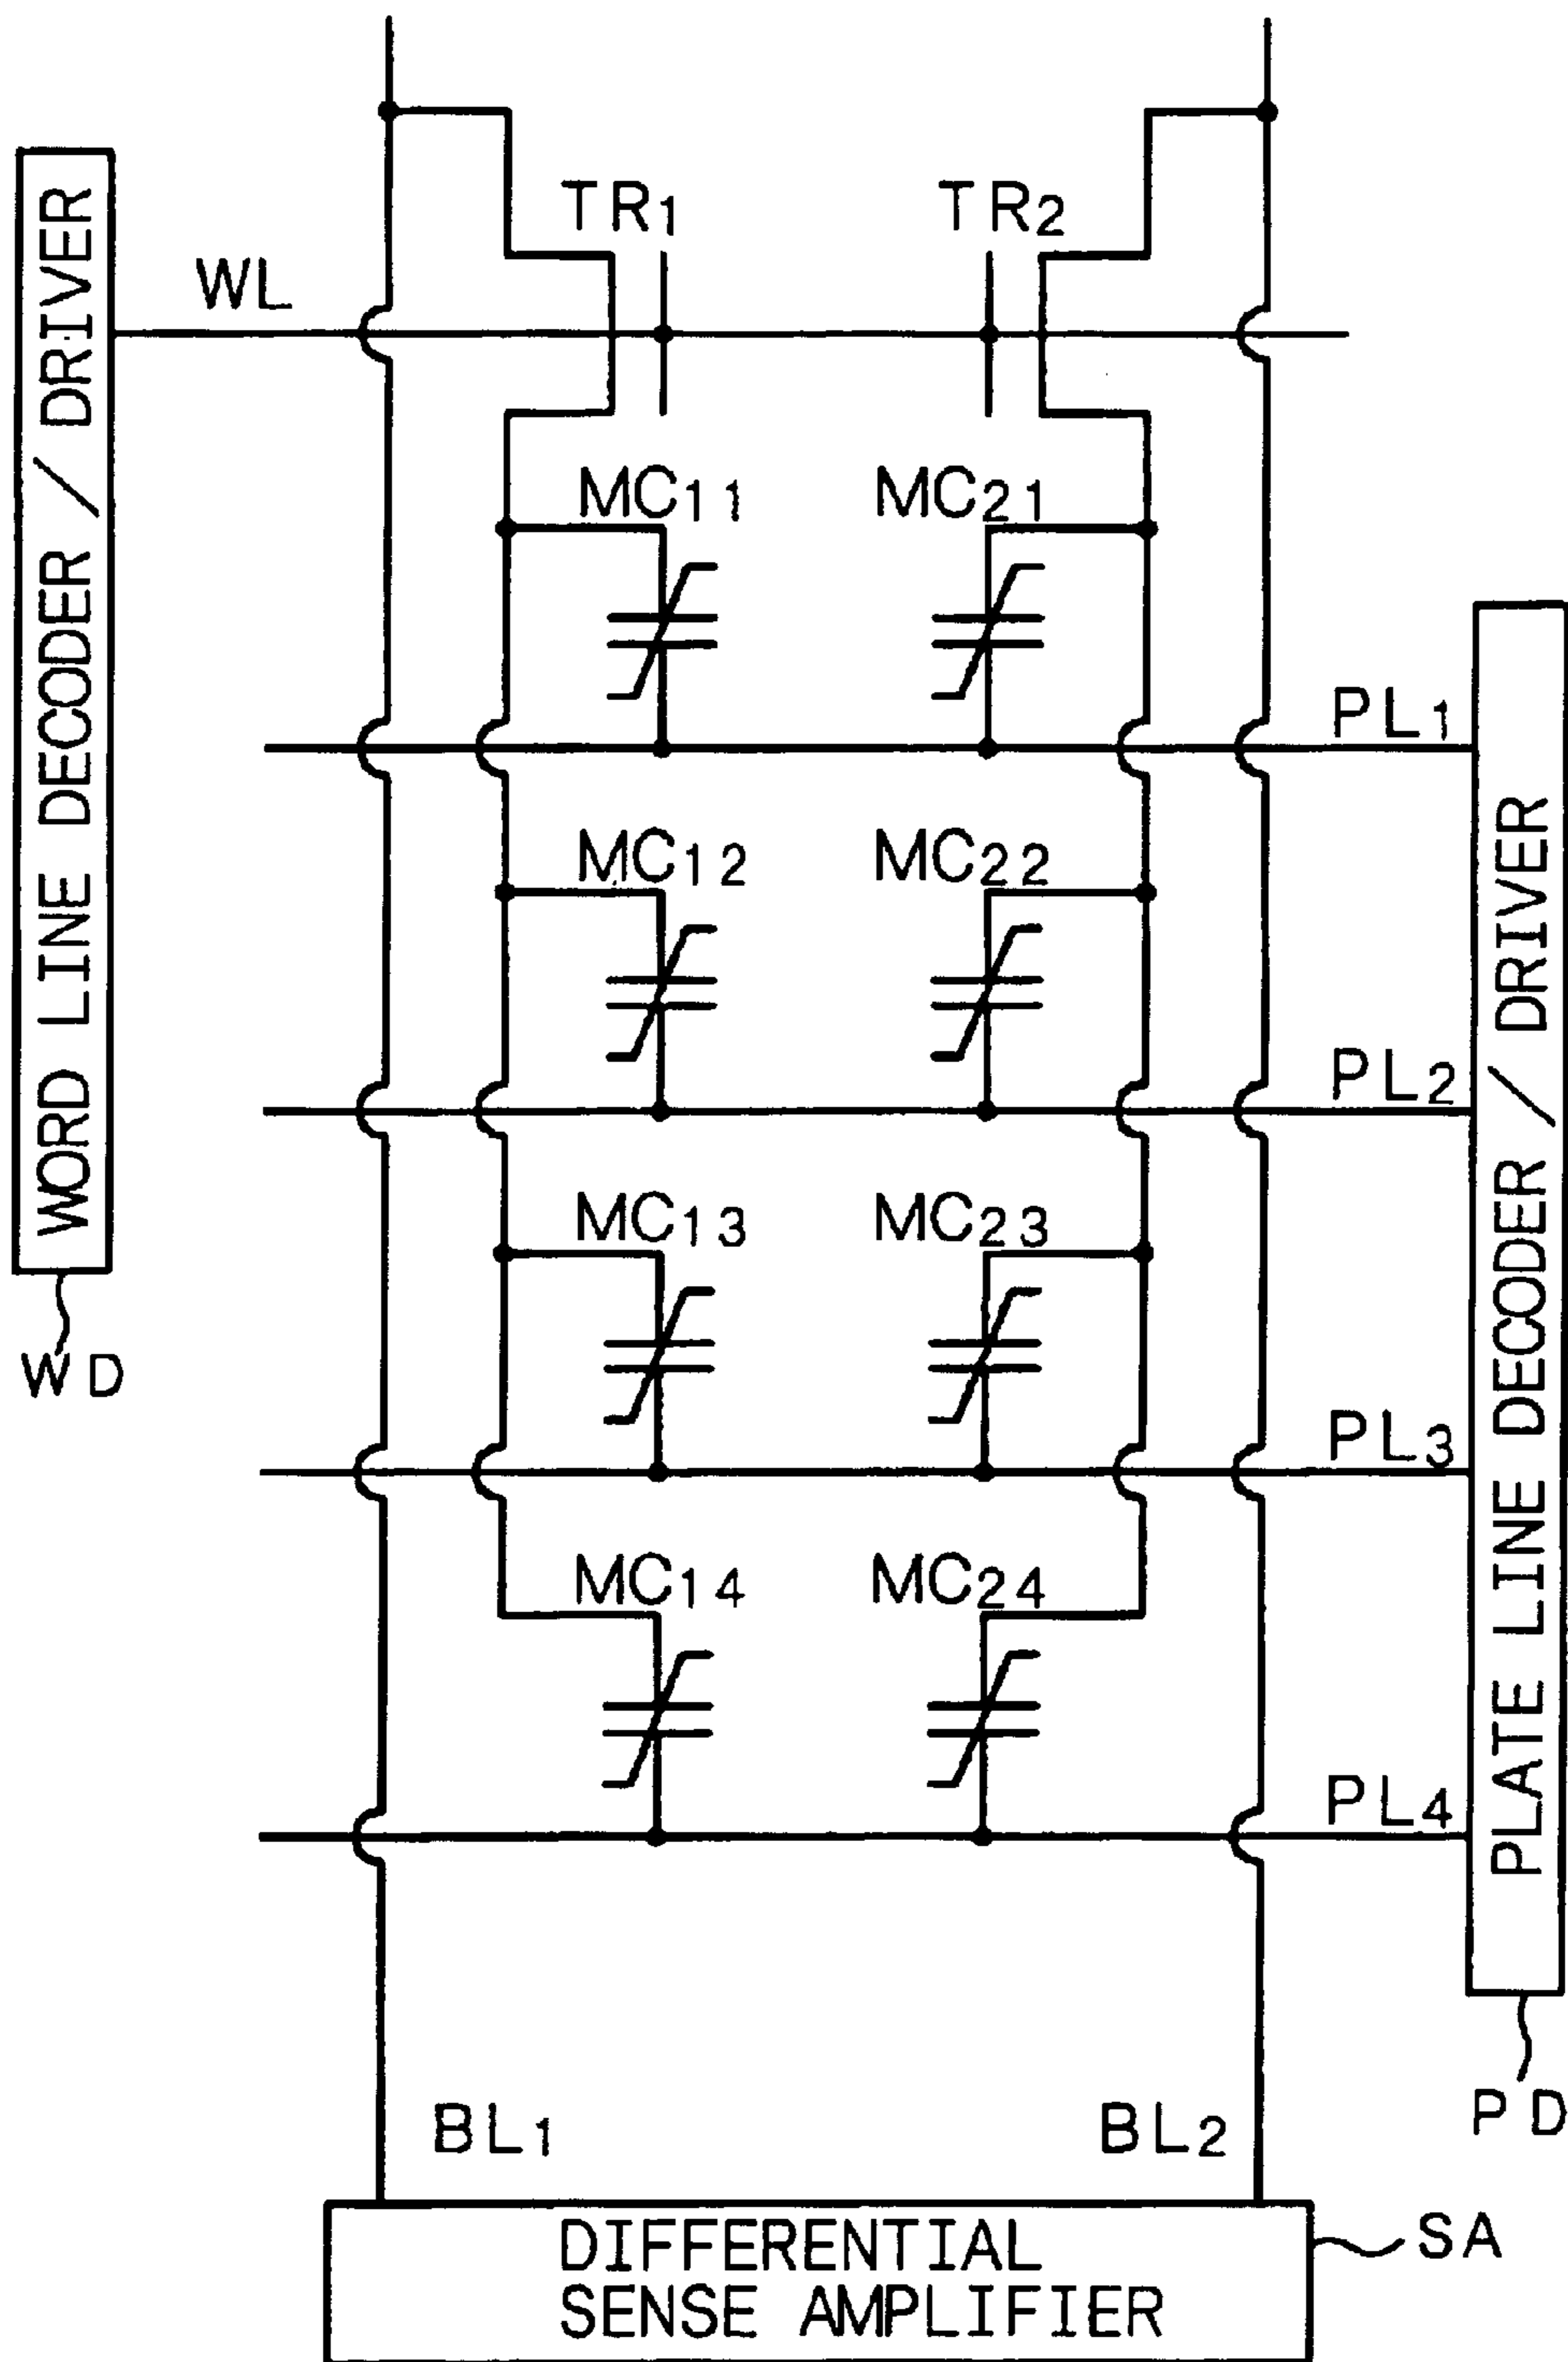 TR1
TR2
WL
WORD LINE DECODER / DRIVER
MC11
MC21
PL1
MC12
MC22
PL2
MC13
MC23
WD
PL3
MC14
MC24
PL4
PLATE LINE DECODER / DRIVER
PD
BL1
BL2
DIFFERENTIAL
SENSE AMPLIFIER
SA